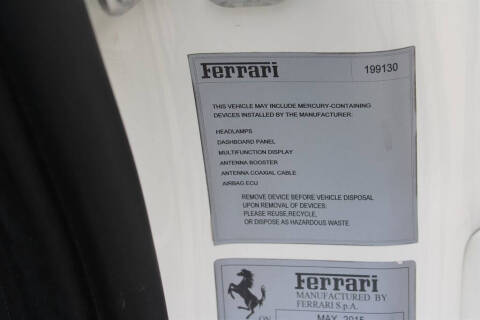 Ferrari 199130
THIS VEHICLE MAY INCLUDE MERCURY-CONTAINING
DEVICES INSTALLED BY THE MANUFACTURER:
HEADLAMPS
DASHBOARD PANEL
MULTIFUNCTION DISPLAY
ANTENNA BOOSTER
ANTENNA COAXIAL CABLE
AIRBAG ECU
REMOVE DEVICE BEFORE VEHICLE DISPOSAL
UPON REMOVAL OF DEVICES:
PLEASE REUSE, RECYCLE,
OR DISPOSE AS HAZARDOUS WASTE
Ferrari
MANUFACTURED BY
FERRARI S.p.A.
ON MAY 2015